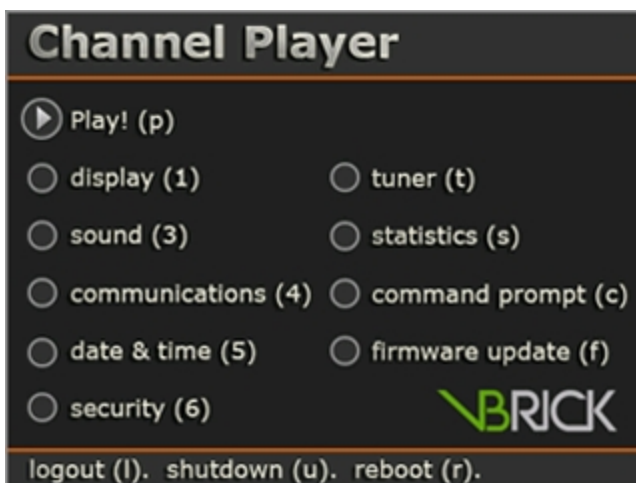 Channel Player
Play! (p)
display (1) tuner (t)
sound (3) statistics (s)
communications (4) command prompt (c)
date & time (5) firmware update (f)
security (6)
VBRICK
logout (l). shutdown (u). reboot (r).